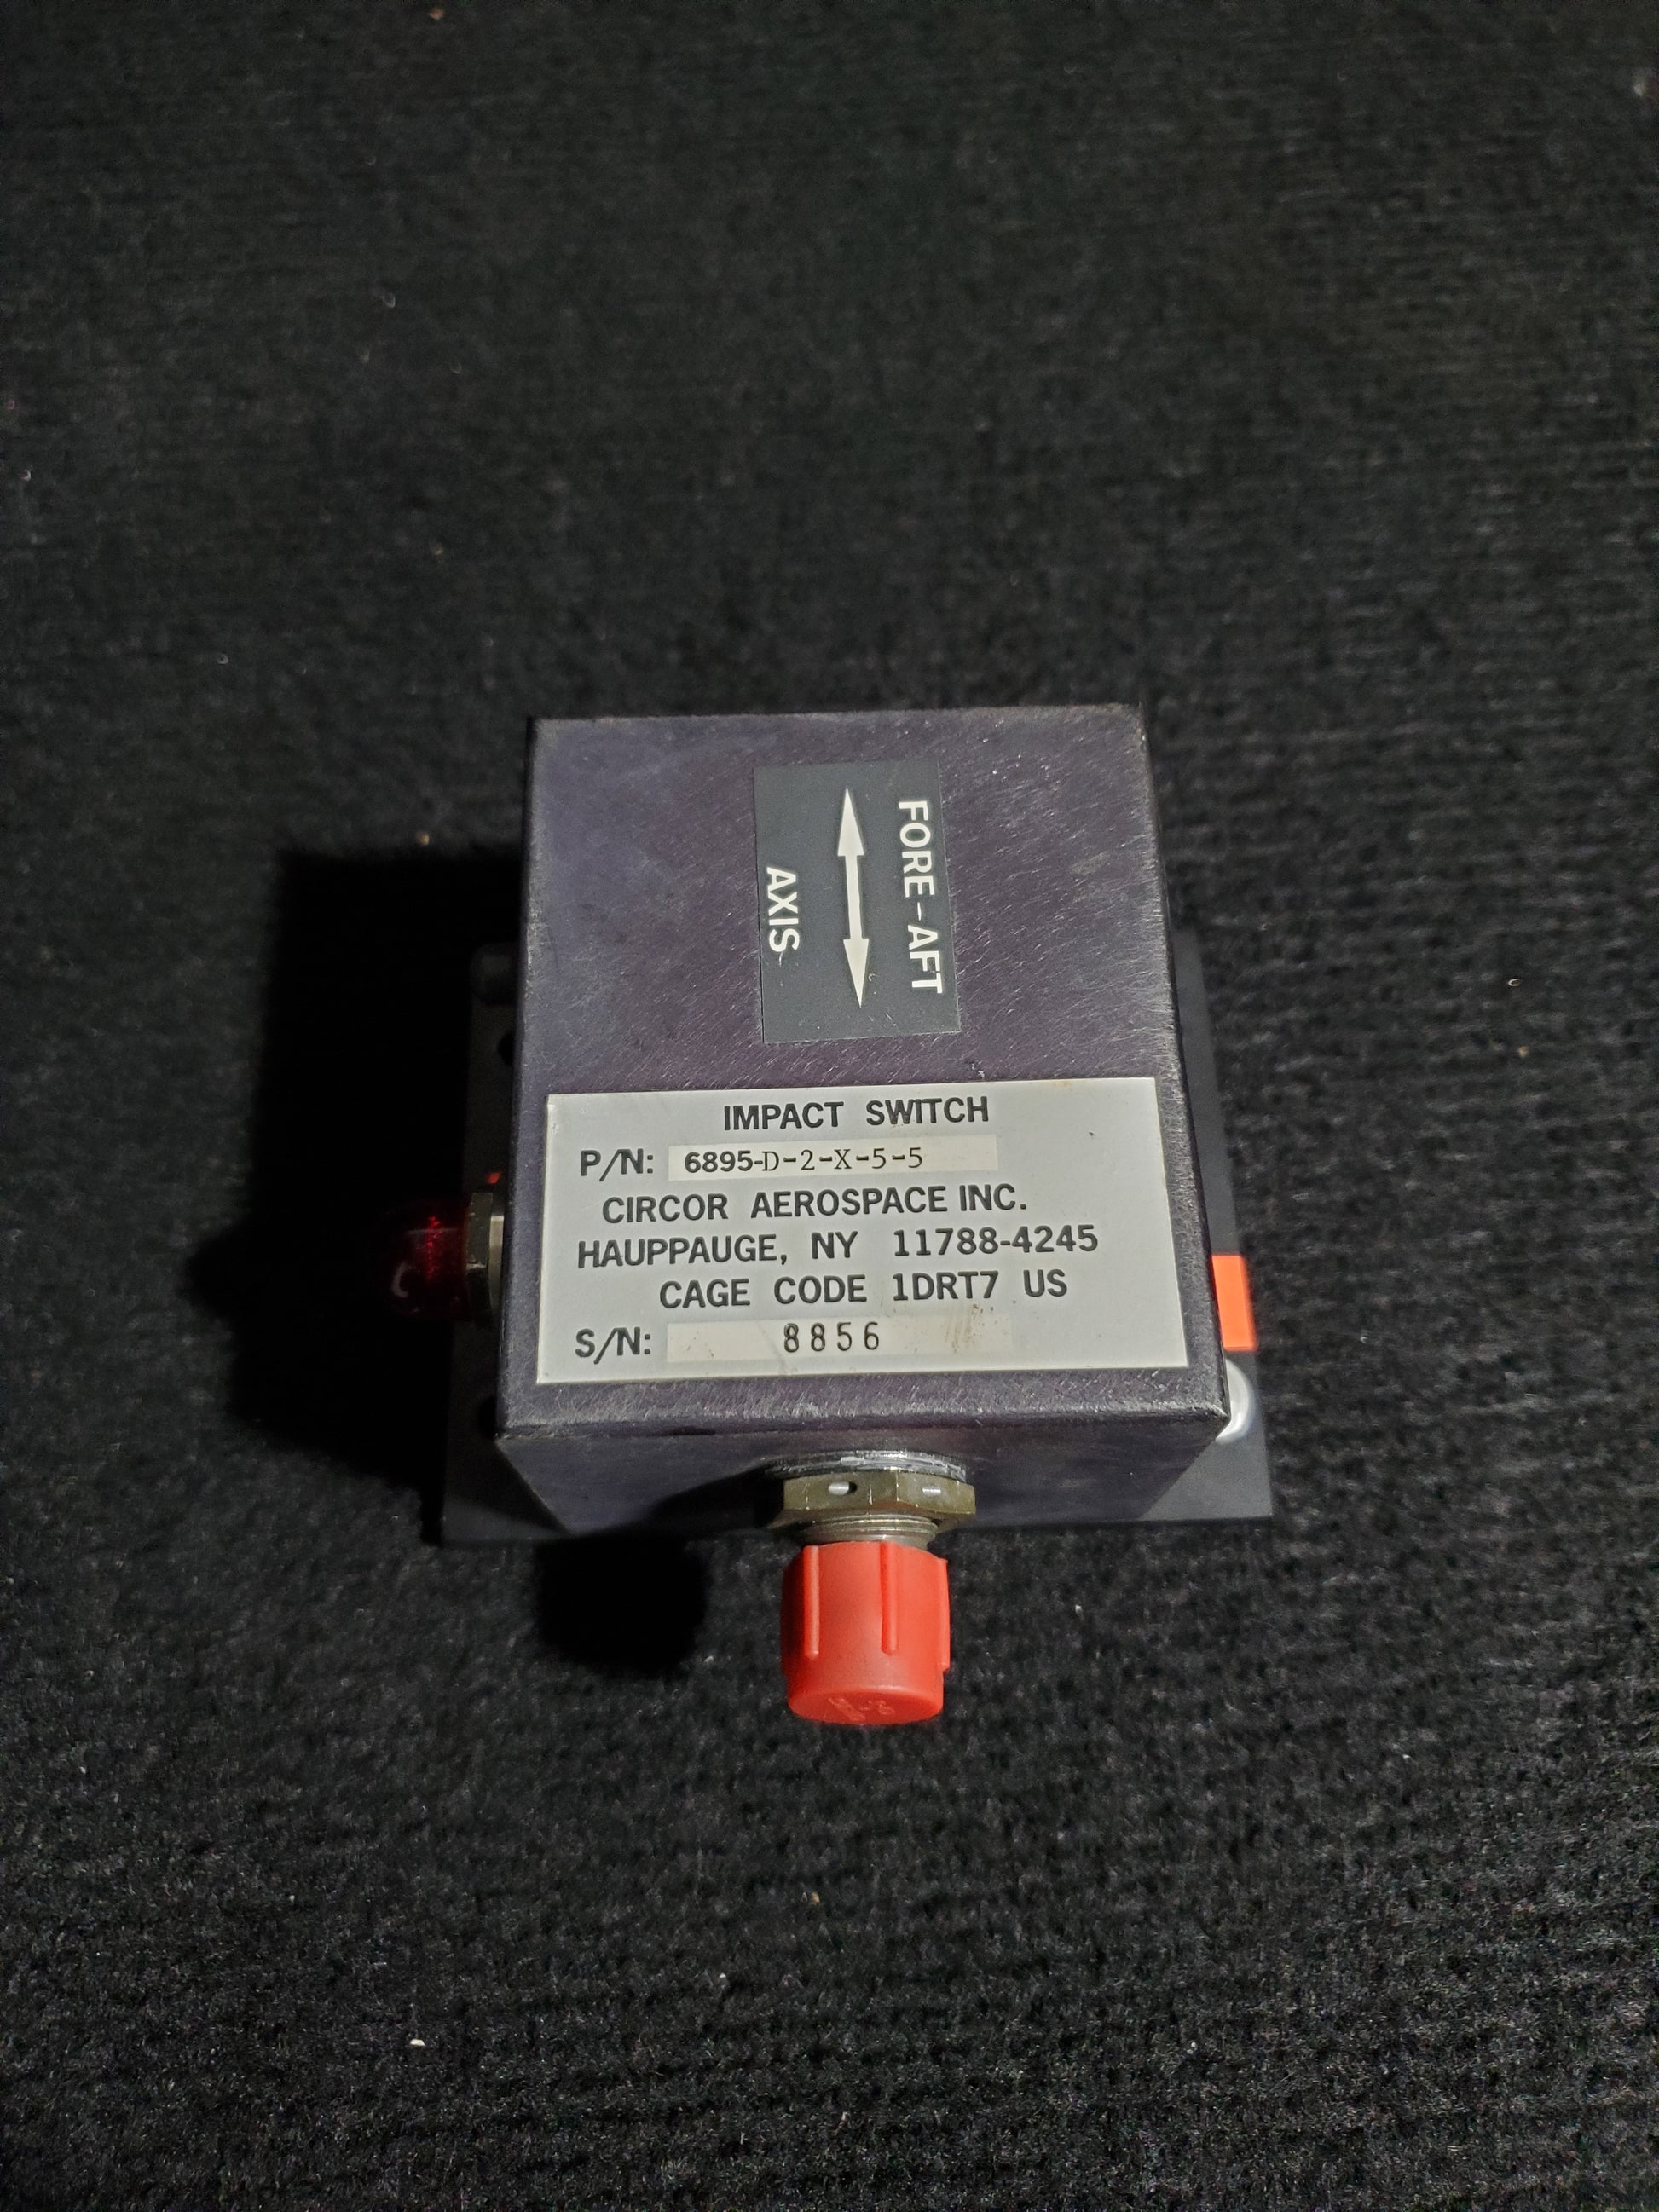 FORE-AFT
AXIS
IMPACT SWITCH
P/N: 6895-D-2-X-5-5
CIRCOR AEROSPACE INC.
HAUPPAUGE, NY 11788-4245
CAGE CODE 1DRT7 US
S/N: 8856